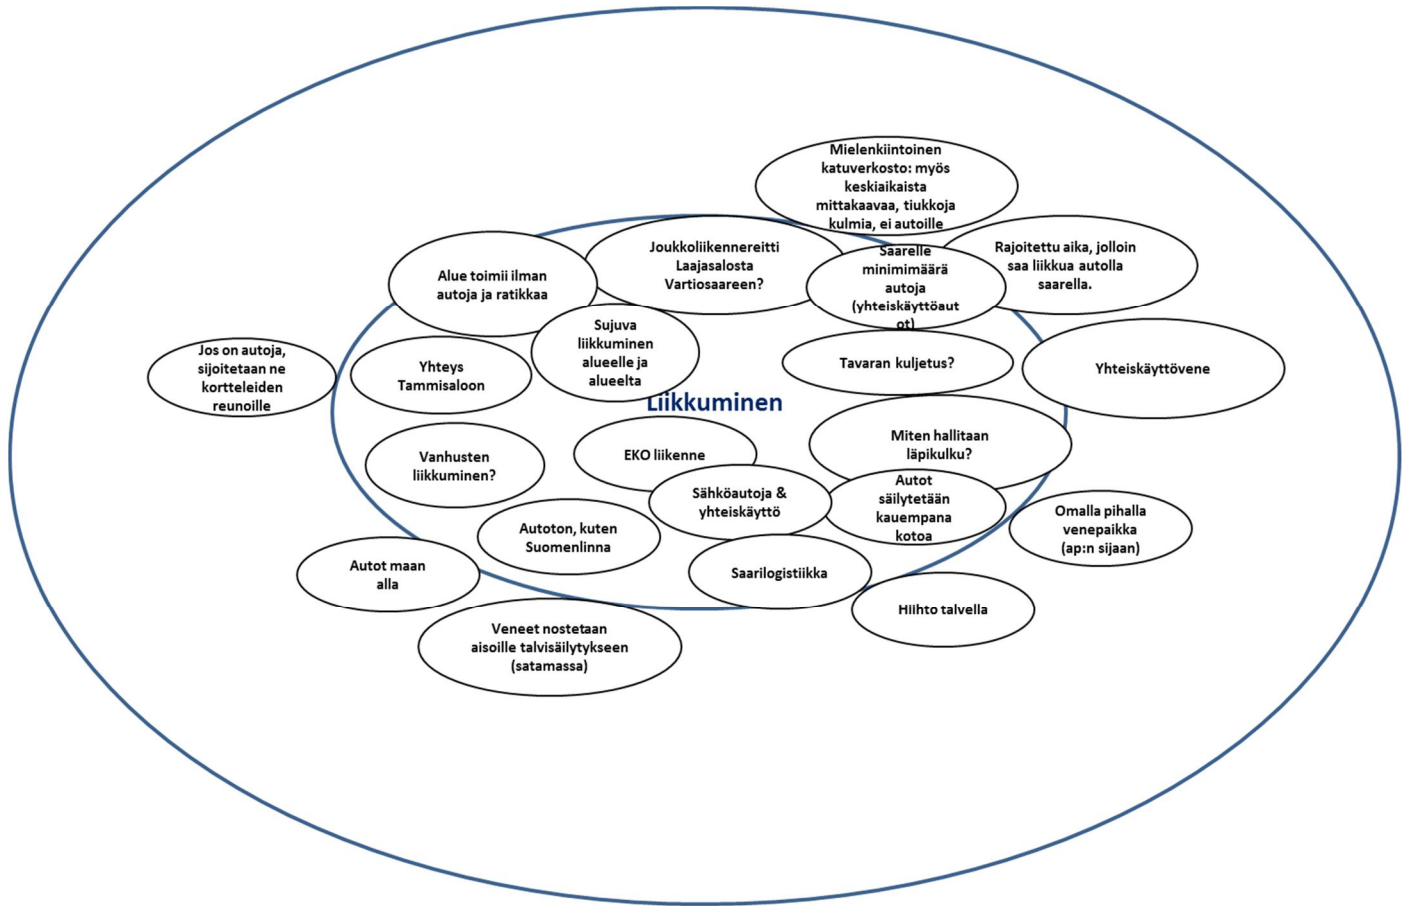 Mielenkiintoinen
katuverkosto: myös
keskiaikaista
mittakaavaa, tiukkoja
kulmia, ei autoille
Joukkoliikennereitti
Laajasalosta
Vartiosaareen?
Saarelle
minimimäärä
autoja
(yhteiskäyttöaut
ot)
Rajoitettu aika, jolloin
saa liikkua autolla
saarella.
Alue toimii ilman
autoja ja ratikkaa
Sujuva
liikkuminen
alueelle ja
alueelta
Jos on autoja,
sijoitetaan ne
kortteleiden
reunoille
Yhteys
Tammisaloon
Tavaran kuljetus?
Yhteiskäyttövene
Liikkuminen
Vanhusten
liikkuminen?
EKO liikenne
Miten hallitaan
läpikulku?
Sähköautoja &
yhteiskäyttö
Autot
säilytetään
kauempana
kotoa
Omalla pihalla
venepaikka
(ap:n sijaan)
Autoton, kuten
Suomenlinna
Autot maan
alla
Saarilogistiikka
Hiihto talvella
Veneet nostetaan
aisoille talvisäilytykseen
(satamassa)